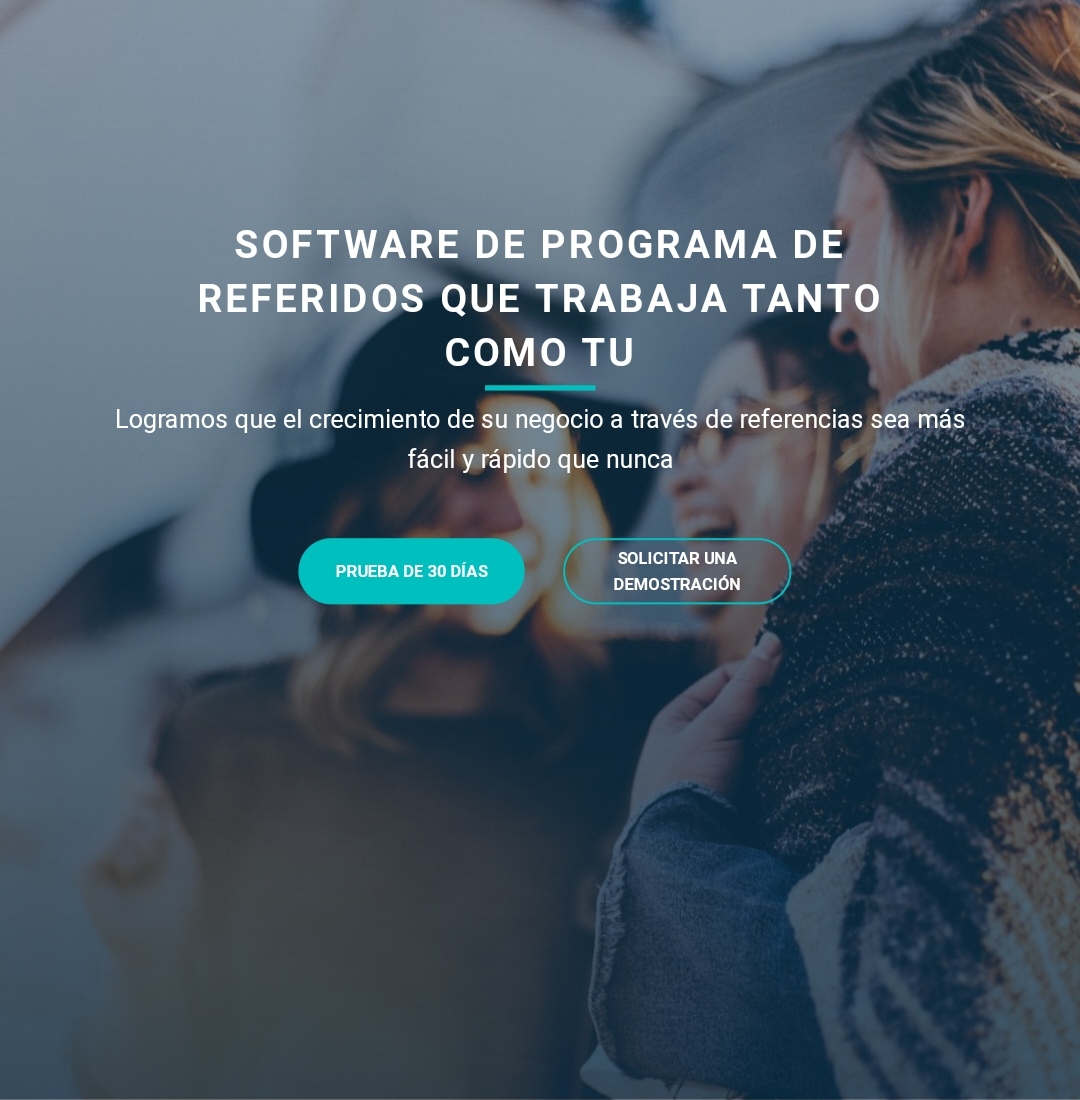 SOFTWARE DE PROGRAMA DE
REFERIDOS QUE TRABAJA TANTO
COMO TU
Logramos que el crecimiento de su negocio a través de referencias sea más
fácil y rápido que nunca
PRUEBA DE 30 DÍAS
SOLICITAR UNA
DEMOSTRACIÓN